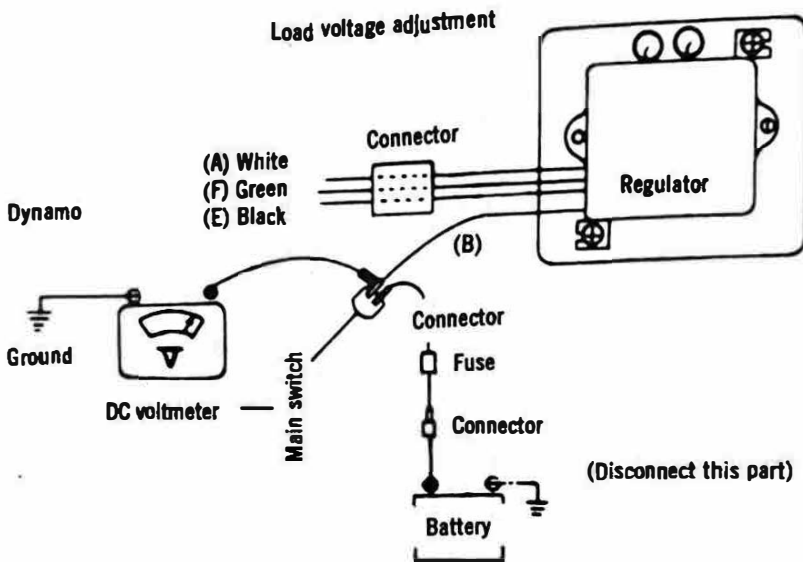 Load voltage adjustment
Connector
(A) White
(F) Green
(E) Black
Regulator
Dynamo
(B)
Connector
Ground
Fuse
V
DC voltmeter
Main switch
Connector
(Disconnect this part)
Battery